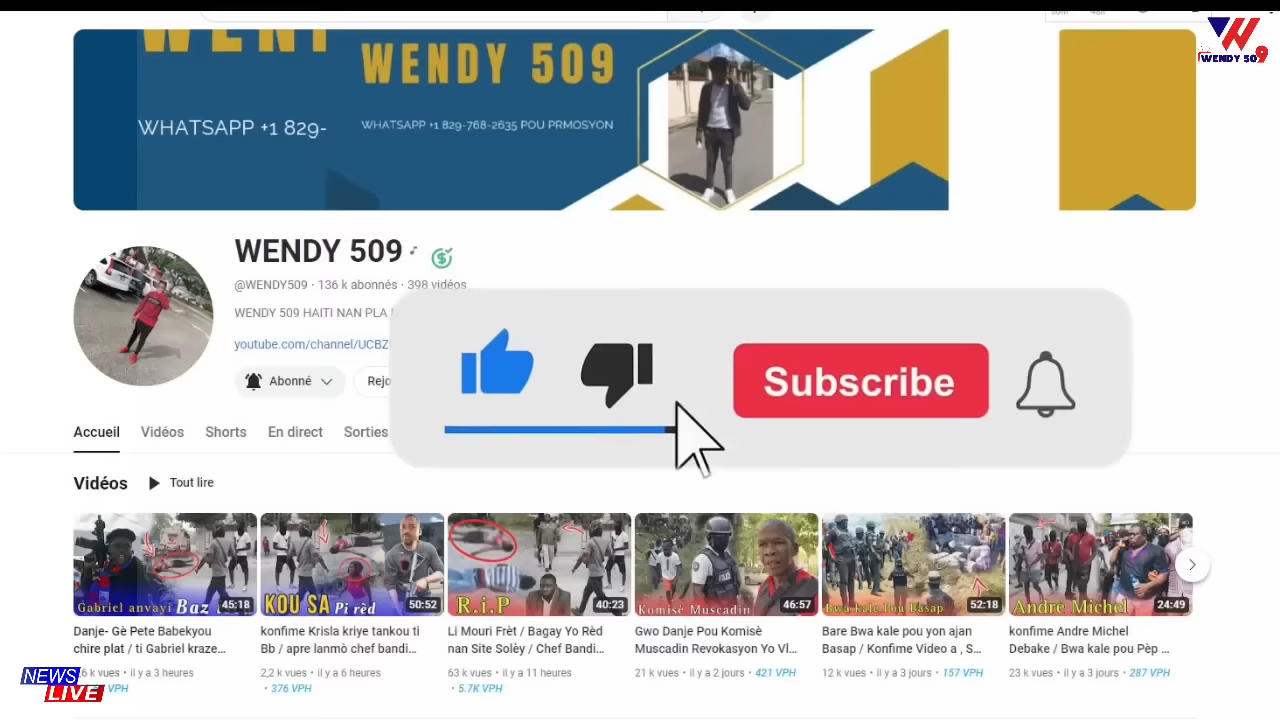 WENDY 509
WENDY 509
WHATSAPP +1 829-
WHATSAPP +1 829-768-2635 POU PRMOSYON
WENDY 509
@WENDY509 · 136 k abonnés · 398 vidéos
WENDY 509 HAITI NAN PLA
youtube.com/channel/UCBZ
Abonné
Subscribe
Accueil Vidéos Shorts En direct Sorties
Vidéos Tout lire
Gabriel anvayi Baz 45:18
KOU SA Pi rèd 50:52
R.i.P 40:23
Komisè Muscadin 46:57
Bwa kale Pou Basap 52:18
Andre Michel 24:49
Danje- Gè Pete Babekyou
chire plat / ti Gabriel kraze…
k vues · il y a 3 heures
VPH
konfime Krisla kriye tankou ti
Bb / apre lanmò chef bandi…
2,2 k vues · il y a 6 heures
· 376 VPH
Li Mouri Frèt / Bagay Yo Rèd
nan Site Solèy / Chef Bandi…
63 k vues · il y a 11 heures
· 5.7K VPH
Gwo Danje Pou Komisè
Muscadin Revokasyon Yo Vl…
21 k vues · il y a 2 jours · 421 VPH
Bare Bwa kale pou yon ajan
Basap / Konfime Video a , S…
12 k vues · il y a 3 jours · 157 VPH
konfime Andre Michel
Debake / Bwa kale pou Pèp …
23 k vues · il y a 3 jours · 287 VPH
NEWS
LIVE